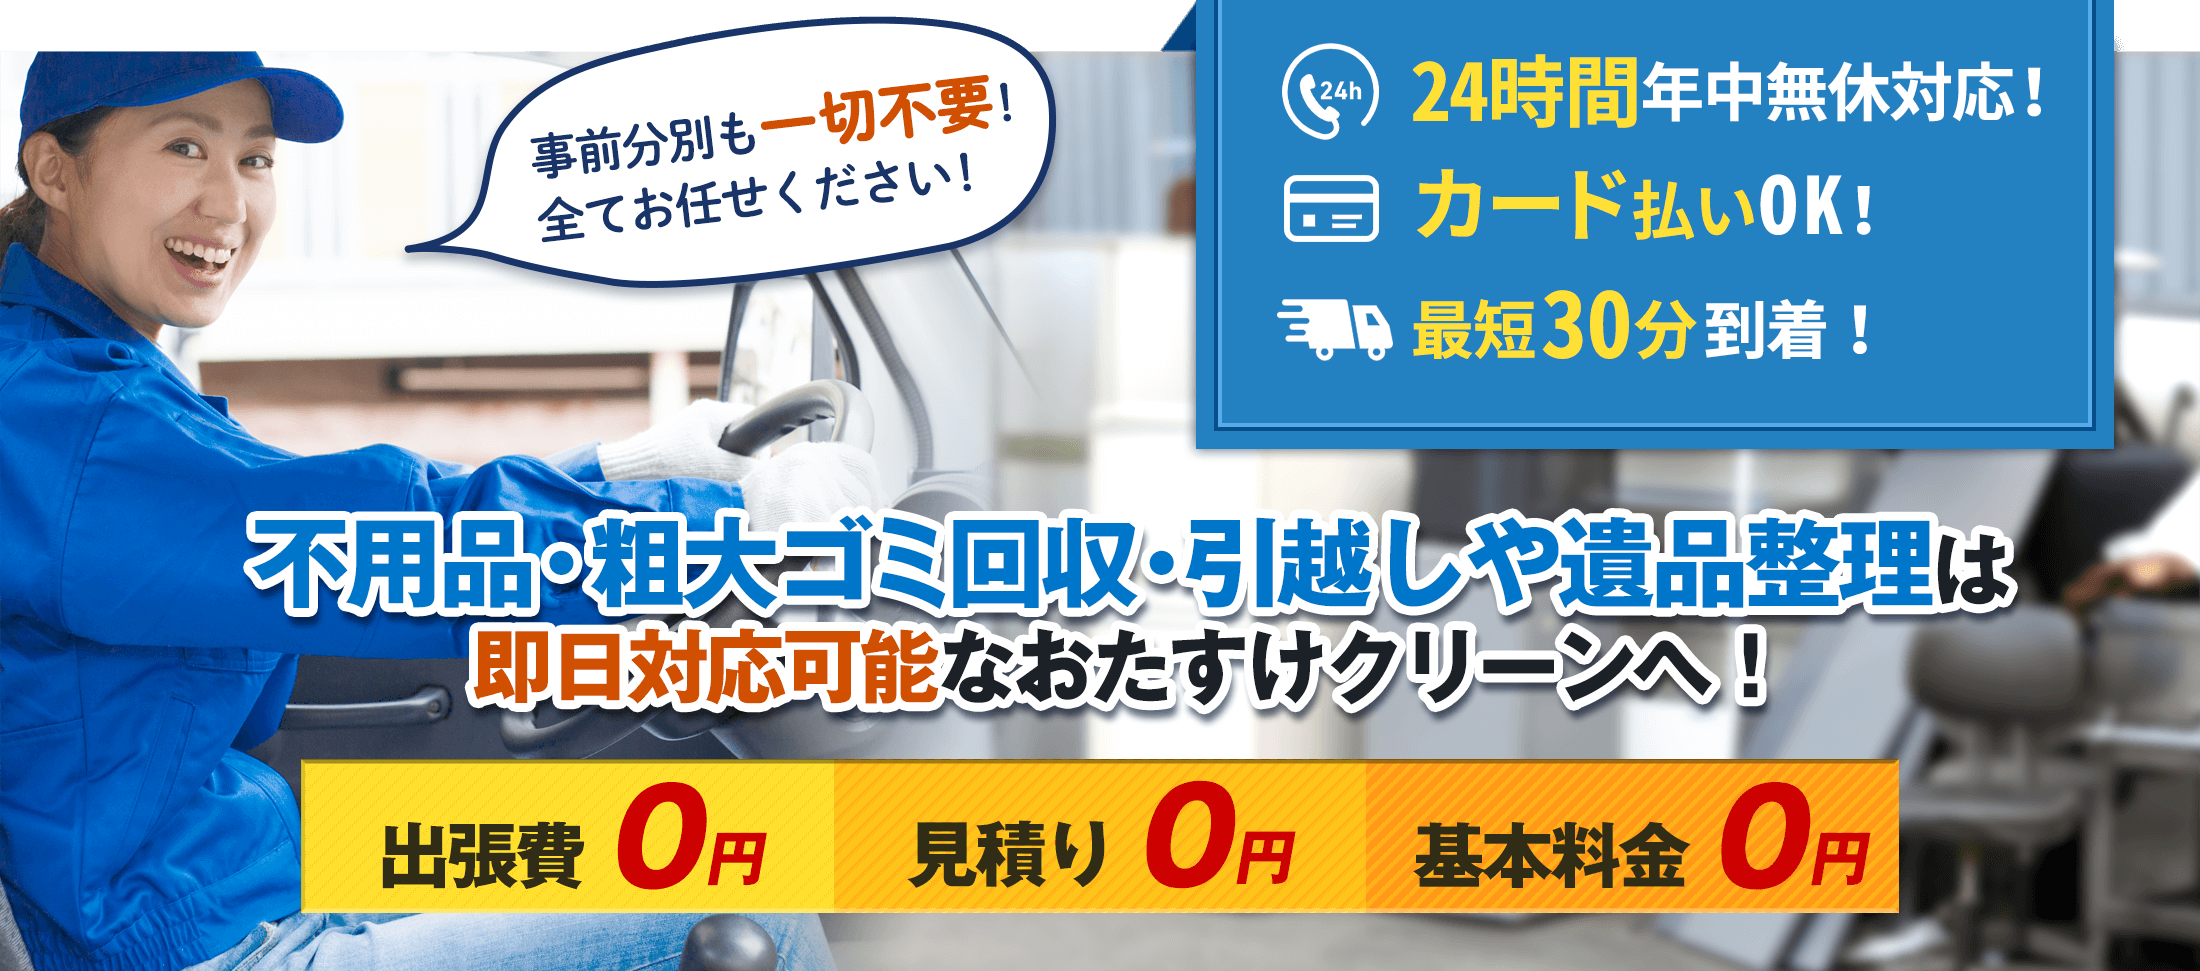 事前分別も一切不要！
全てお任せください！
24h
24時間年中無休対応！
カード払いOK！
最短30分到着！
不用品・粗大ゴミ回収・引越しや遺品整理は
即日対応可能なおたすけクリーンへ！
出張費 0円
見積り 0円
基本料金 0円